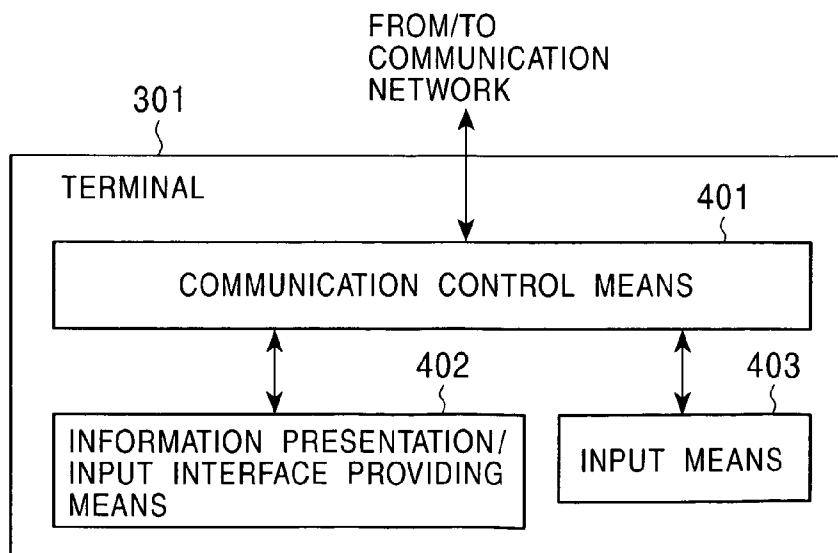 FROM/TO
COMMUNICATION
NETWORK
301
TERMINAL
401
COMMUNICATION CONTROL MEANS
402
403
INFORMATION PRESENTATION/
INPUT INTERFACE PROVIDING
MEANS
INPUT MEANS